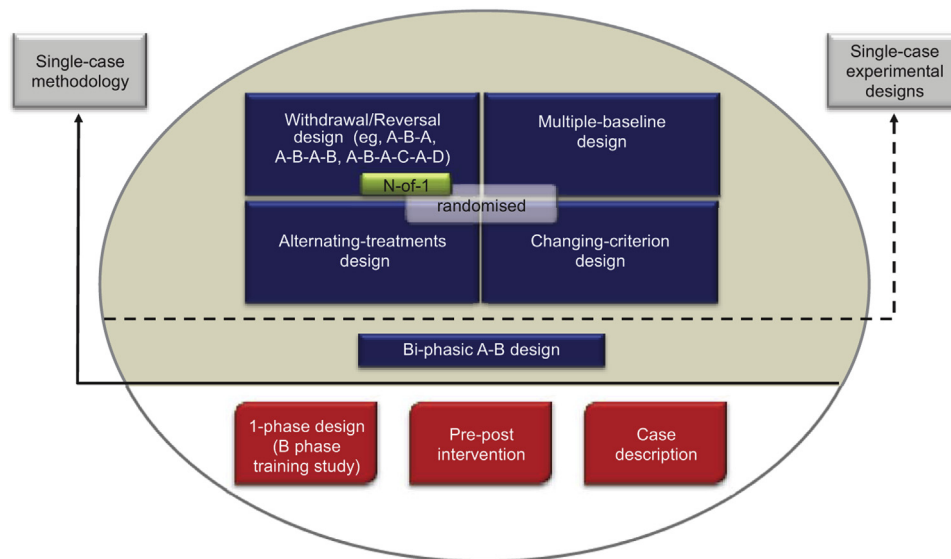 Single-case
methodology
Single-case
experimental
designs
Withdrawal/Reversal
design (eg, A-B-A,
A-B-A-B, A-B-A-C-A-D)
Multiple-baseline
design
N-of-1
randomised
Alternating-treatments
design
Changing-criterion
design
Bi-phasic A-B design
1-phase design
(B phase
training study)
Pre-post
intervention
Case
description